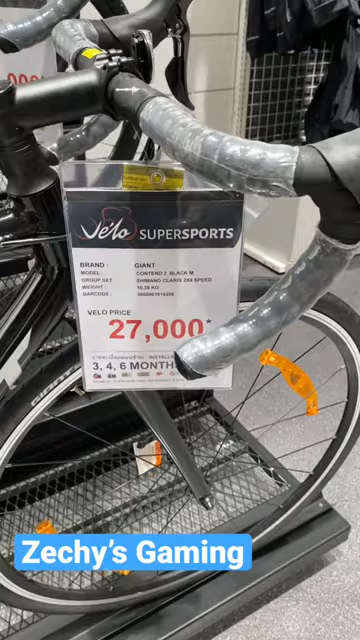 Velo SUPERSPORTS
BRAND : GIANT
MODEL : CONTEND 2 BLACK M
GROUP SET : SHIMANO CLARIS 2X8 SPEED
WEIGHT : 10.35 KG
VELO PRICE
27,000*
3, 4, 6 MONTH
Zechy's Gaming